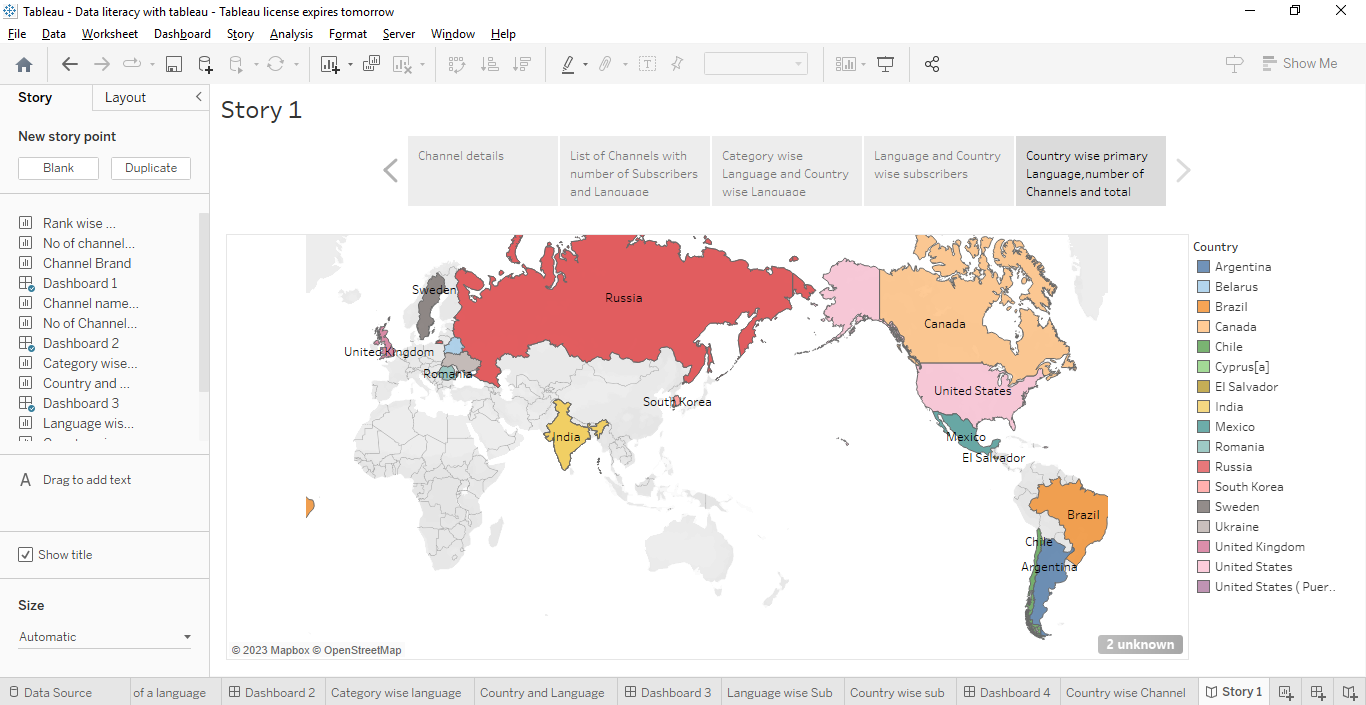 Tableau - Data literacy with tableau - Tableau license expires tomorrow
File Data Worksheet Dashboard Story Analysis Format Server Window Help
Show Me
Story
Layout
New story point
Blank
Duplicate
Rank wise ...
No of channel...
Channel Brand
Dashboard 1
Channel name...
No of Channel...
Dashboard 2
Category wise...
Country and ...
Dashboard 3
Language wis...
Drag to add text
Show title
Size
Automatic
Story 1
Channel details
List of Channels with
number of Subscribers
and Language
Category wise
Language and Country
wise Language
Language and Country
wise subscribers
Country wise primary
Language,number of
Channels and total
Sweden
Russia
United Kingdom
Romania
South Korea
India
Canada
United States
Mexico
El Salvador
Brazil
Chile
Argentina
© 2023 Mapbox © OpenStreetMap
2 unknown
Country
Argentina
Belarus
Brazil
Canada
Chile
Cyprus[a]
El Salvador
India
Mexico
Romania
Russia
South Korea
Sweden
Ukraine
United Kingdom
United States
United States ( Puer..
Data Source
of a language
Dashboard 2
Category wise language
Country and Language
Dashboard 3
Language wise Sub
Country wise sub
Dashboard 4
Country wise Channel
Story 1